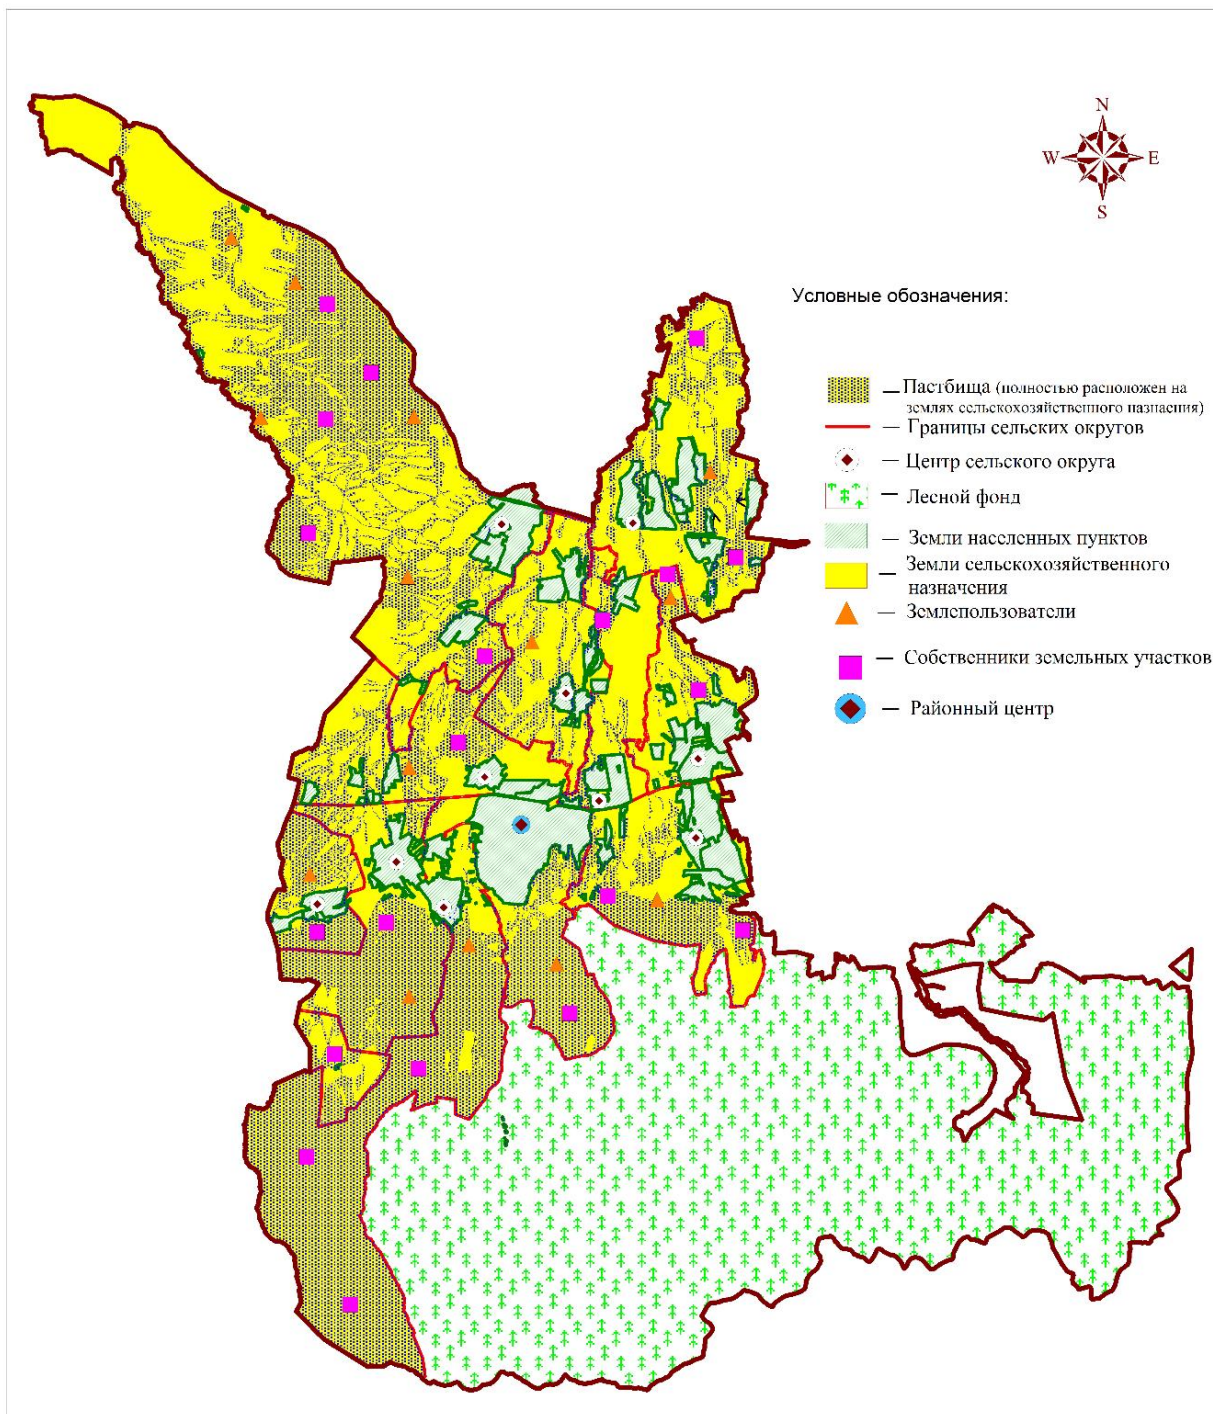 N
W E
S
Условные обозначения:
— Пастбища (полностью расположен на
землях сельскохозяйственного назнаения)
— Границы сельских округов
— Центр сельского округа
— Лесной фонд
— Земли населенных пунктов
— Земли сельскохозяйственного
назначения
— Землепользователи
— Собственники земельных участков
— Районный центр